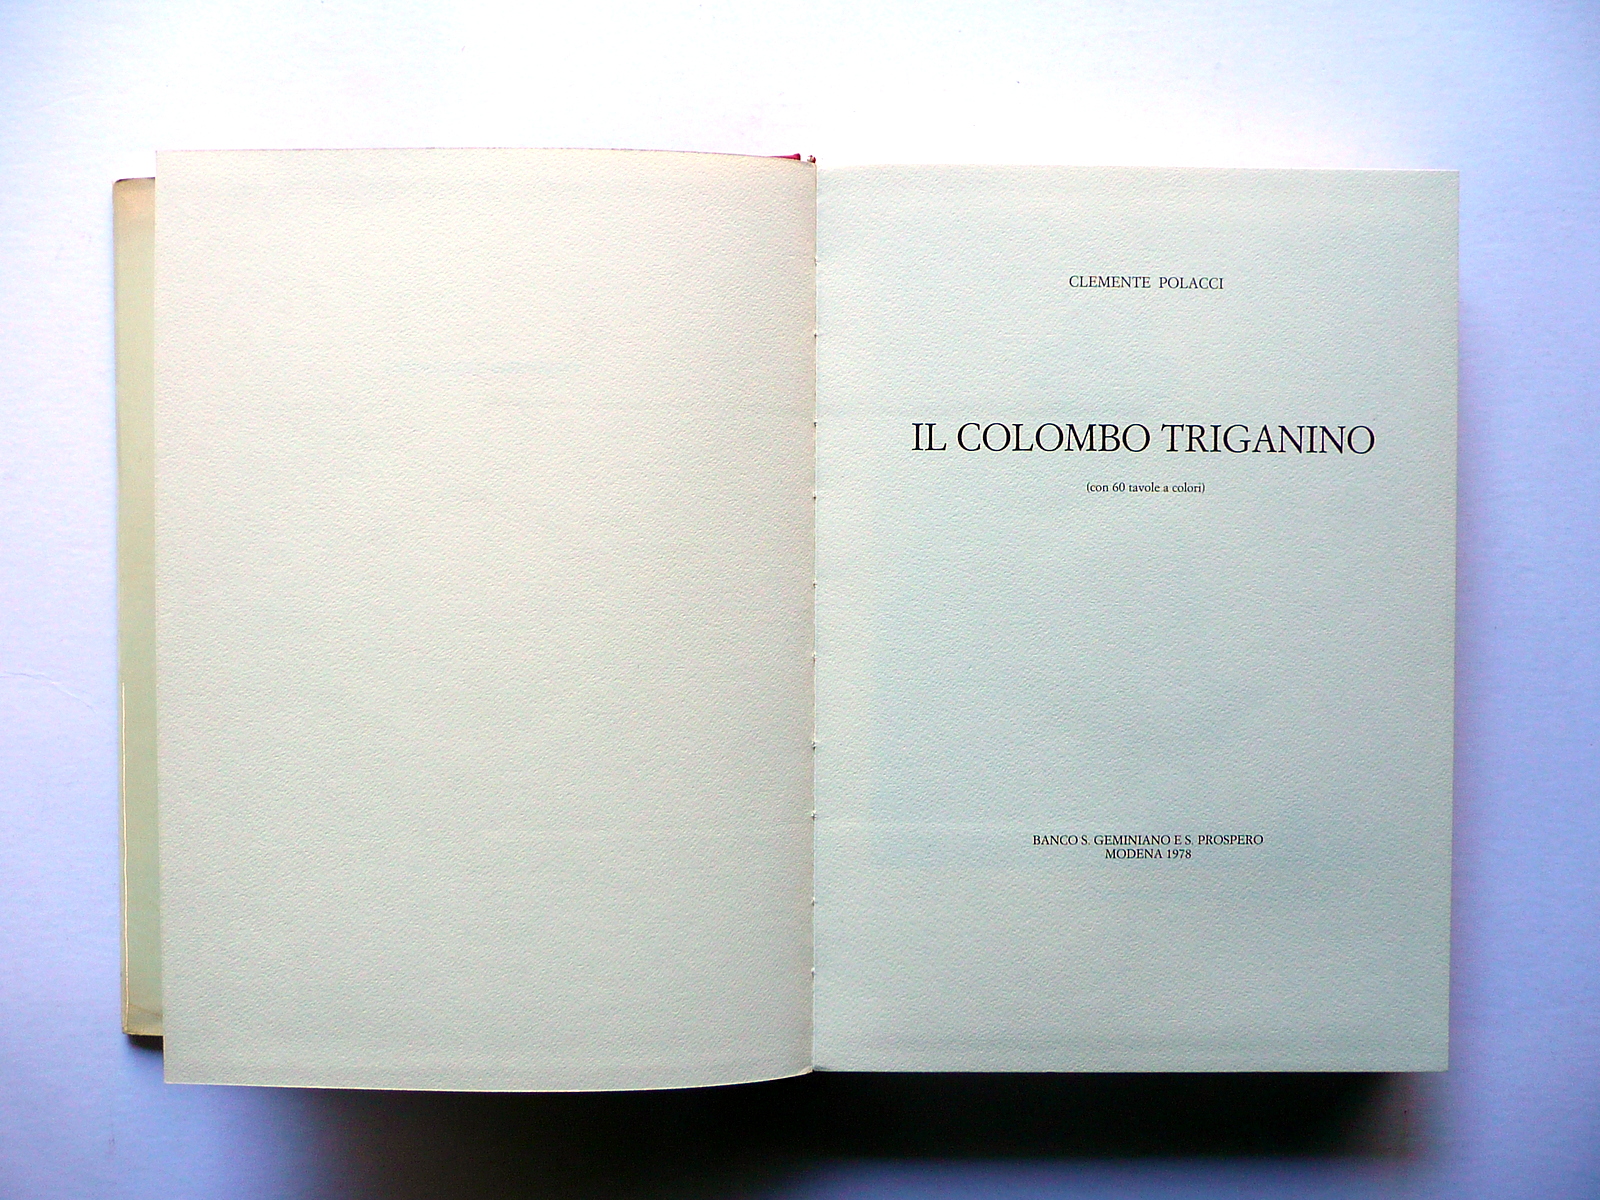 CLEMENTE POLACCI
IL COLOMBO TRIGANINO
(con 60 tavole a colori)
BANCO S. GEMINIANO E S. PROSPERO
MODENA 1978